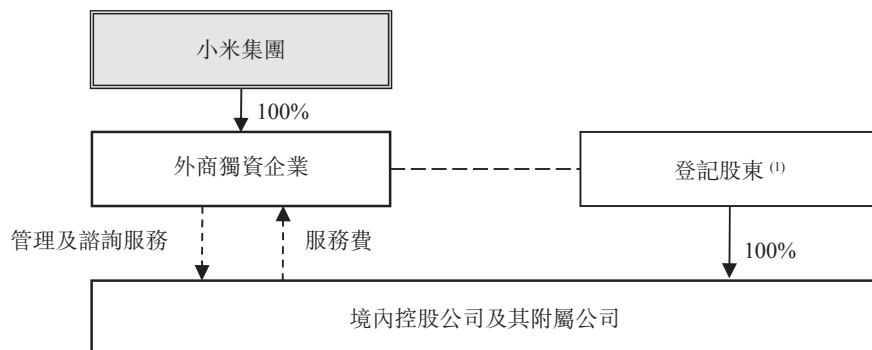 小米集團
100%
外商獨資企業
登記股東 (1)
管理及諮詢服務
服務費
100%
境內控股公司及其附屬公司